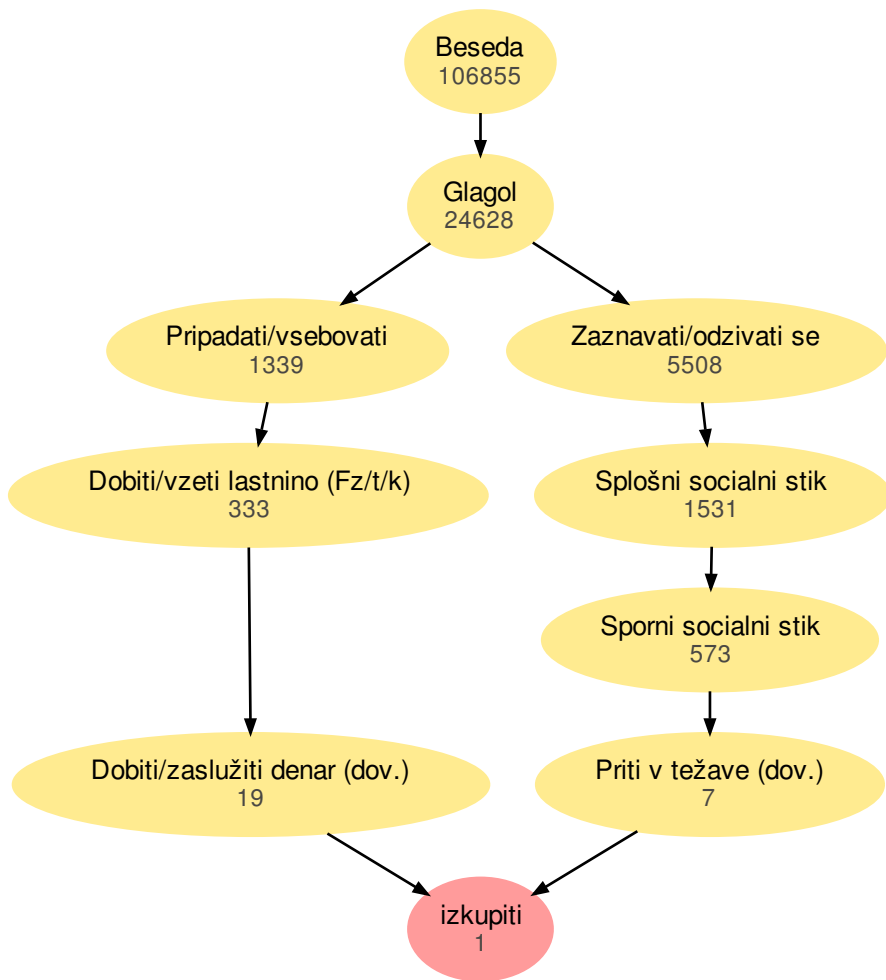 Beseda
106855
Glagol
24628
Pripadati/vsebovati
1339
Zaznavati/odzivati se
5508
Dobiti/vzeti lastnino (Fz/t/k)
333
Splošni socialni stik
1531
Sporni socialni stik
573
Dobiti/zaslužiti denar (dov.)
19
Priti v težave (dov.)
7
izkupiti
1